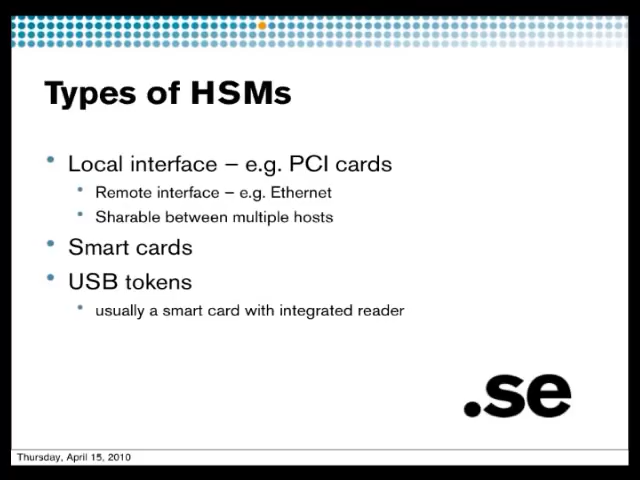 Types of HSMs
• Local interface – e.g. PCI cards
• Remote interface – e.g. Ethernet
• Sharable between multiple hosts
• Smart cards
• USB tokens
• usually a smart card with integrated reader
.se
Thursday, April 15, 2010